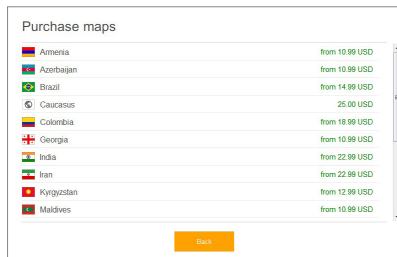 Purchase maps
Armenia from 10.99 USD
Azerbaijan from 10.99 USD
Brazil from 14.99 USD
Caucasus 25.00 USD
Colombia from 18.99 USD
Georgia from 10.99 USD
India from 22.99 USD
Iran from 22.99 USD
Kyrgyzstan from 12.99 USD
Maldives from 10.99 USD
Back